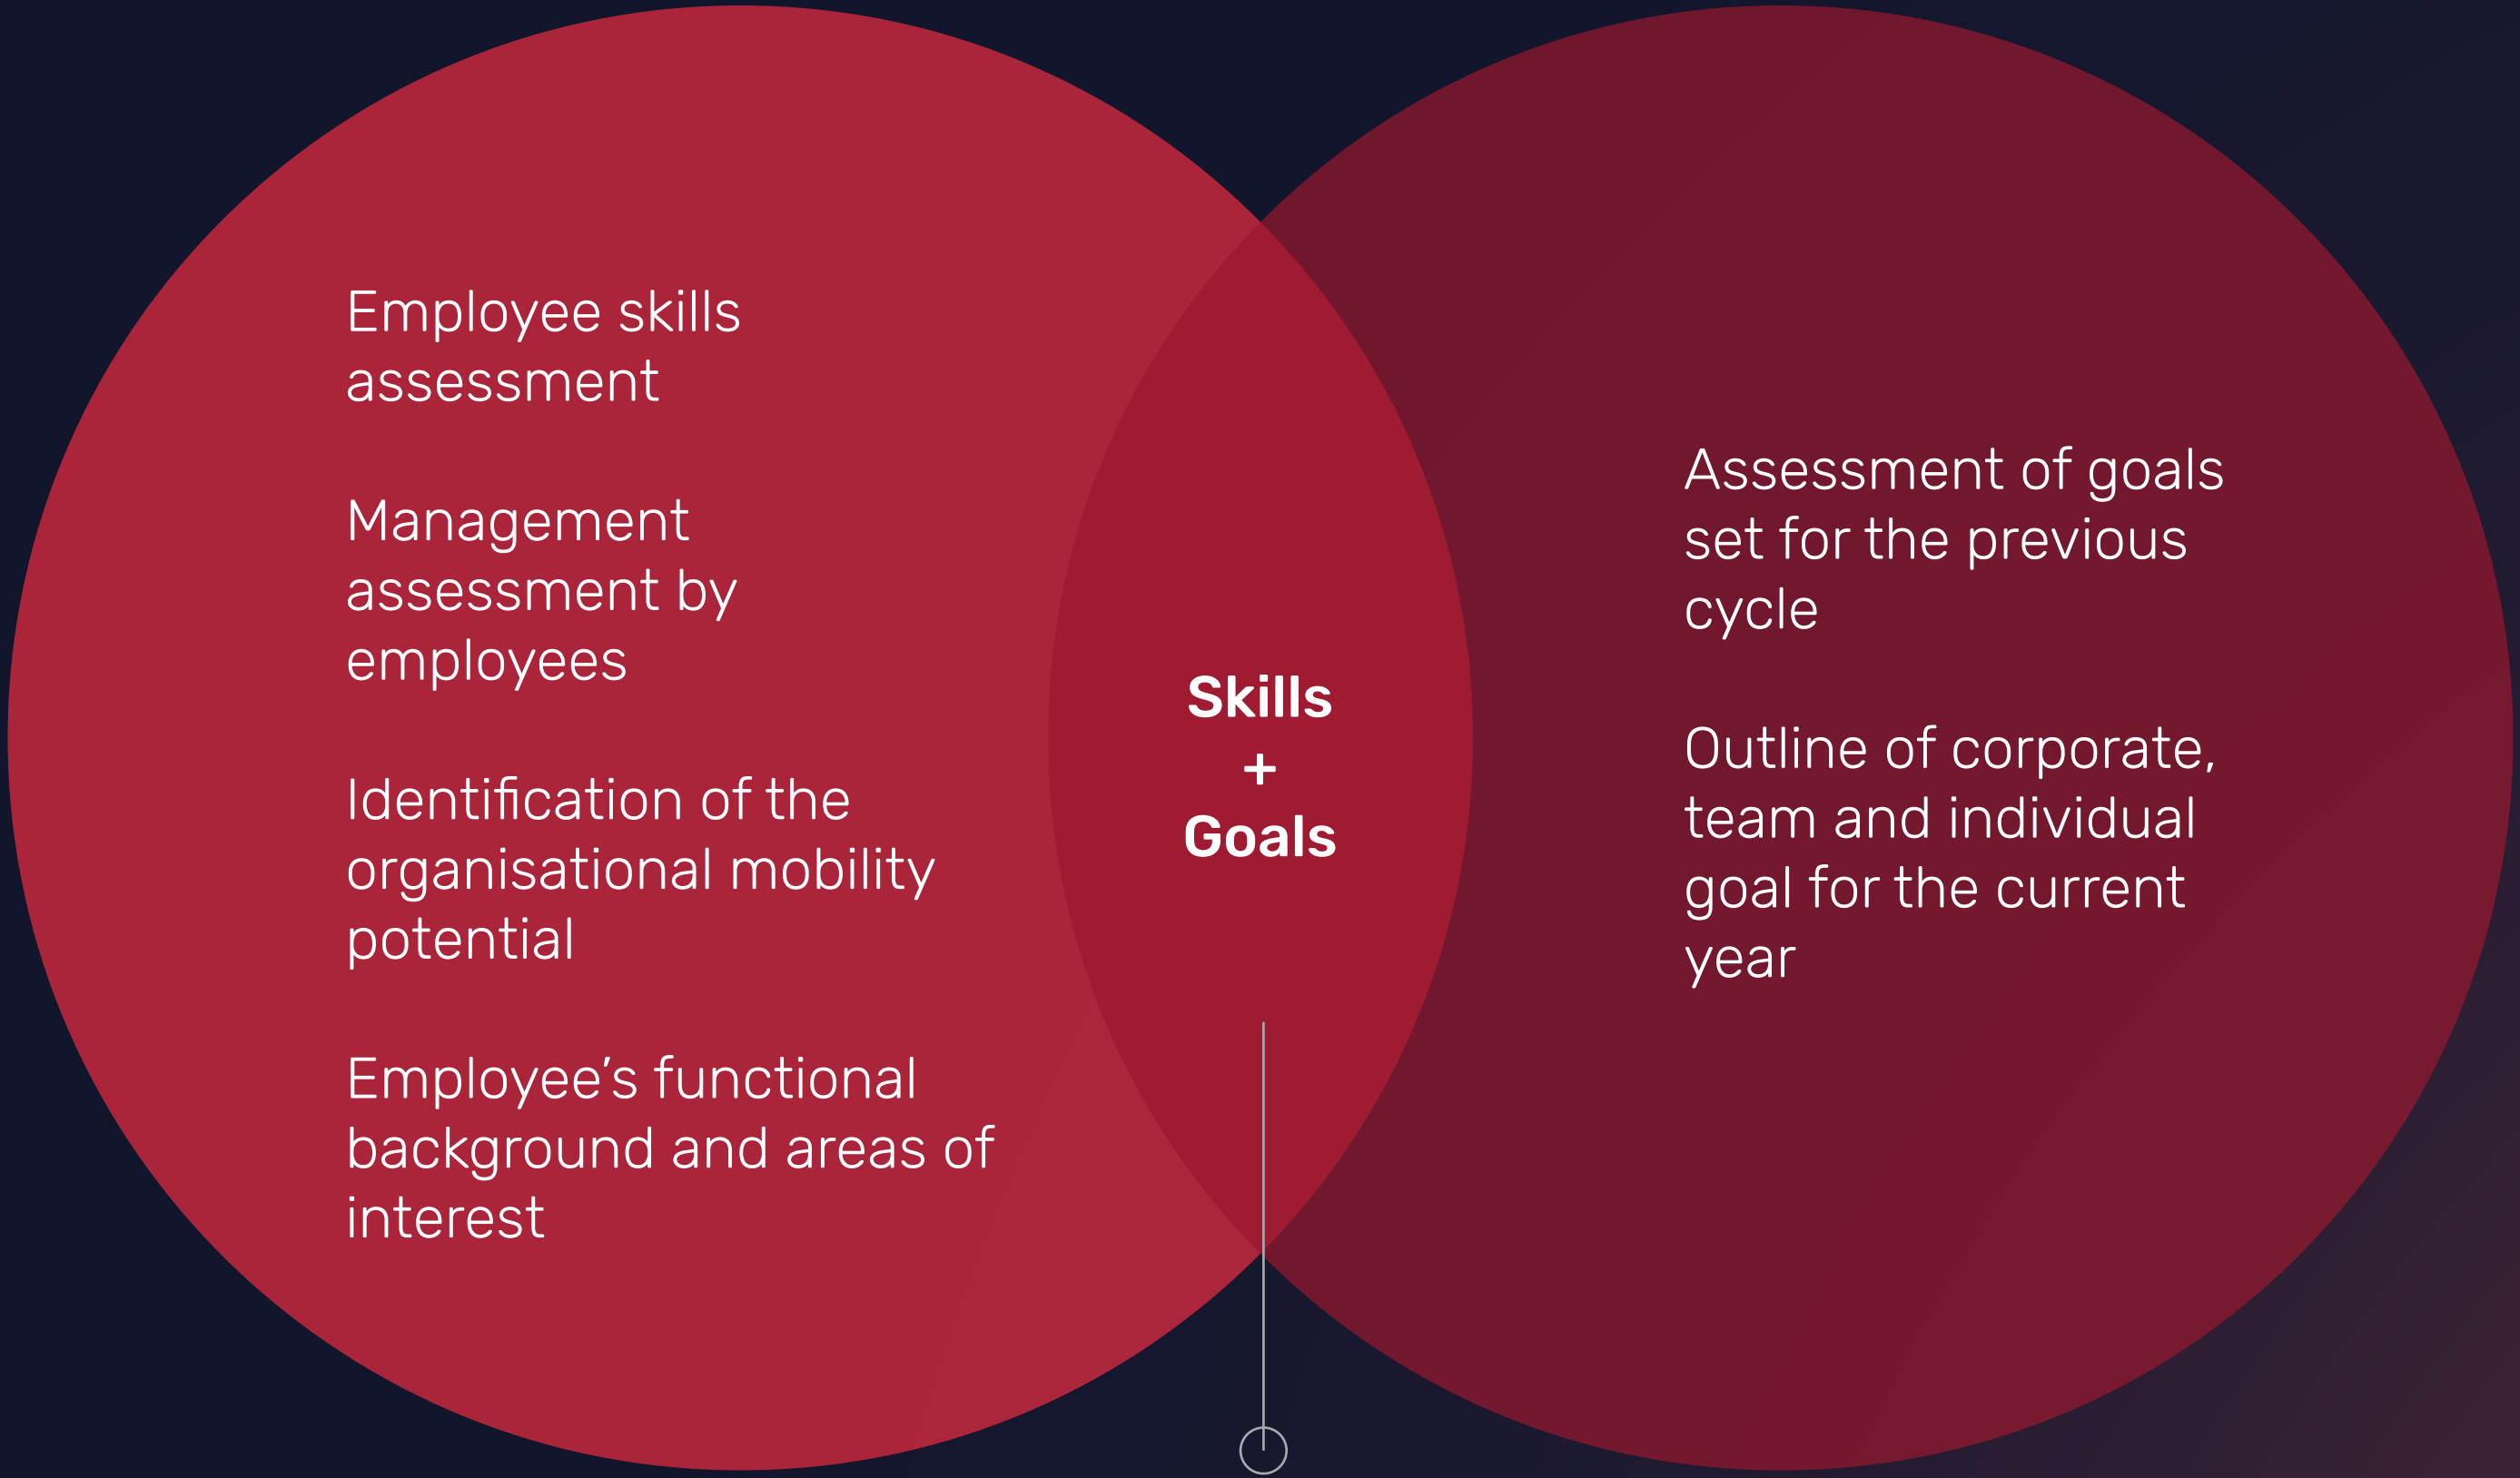 Employee skills
assessment
Management
assessment by
employees
Identification of the
organisational mobility
potential
Employee’s functional
background and areas of
interest
Skills
+
Goals
Assessment of goals
set for the previous
cycle
Outline of corporate,
team and individual
goal for the current
year